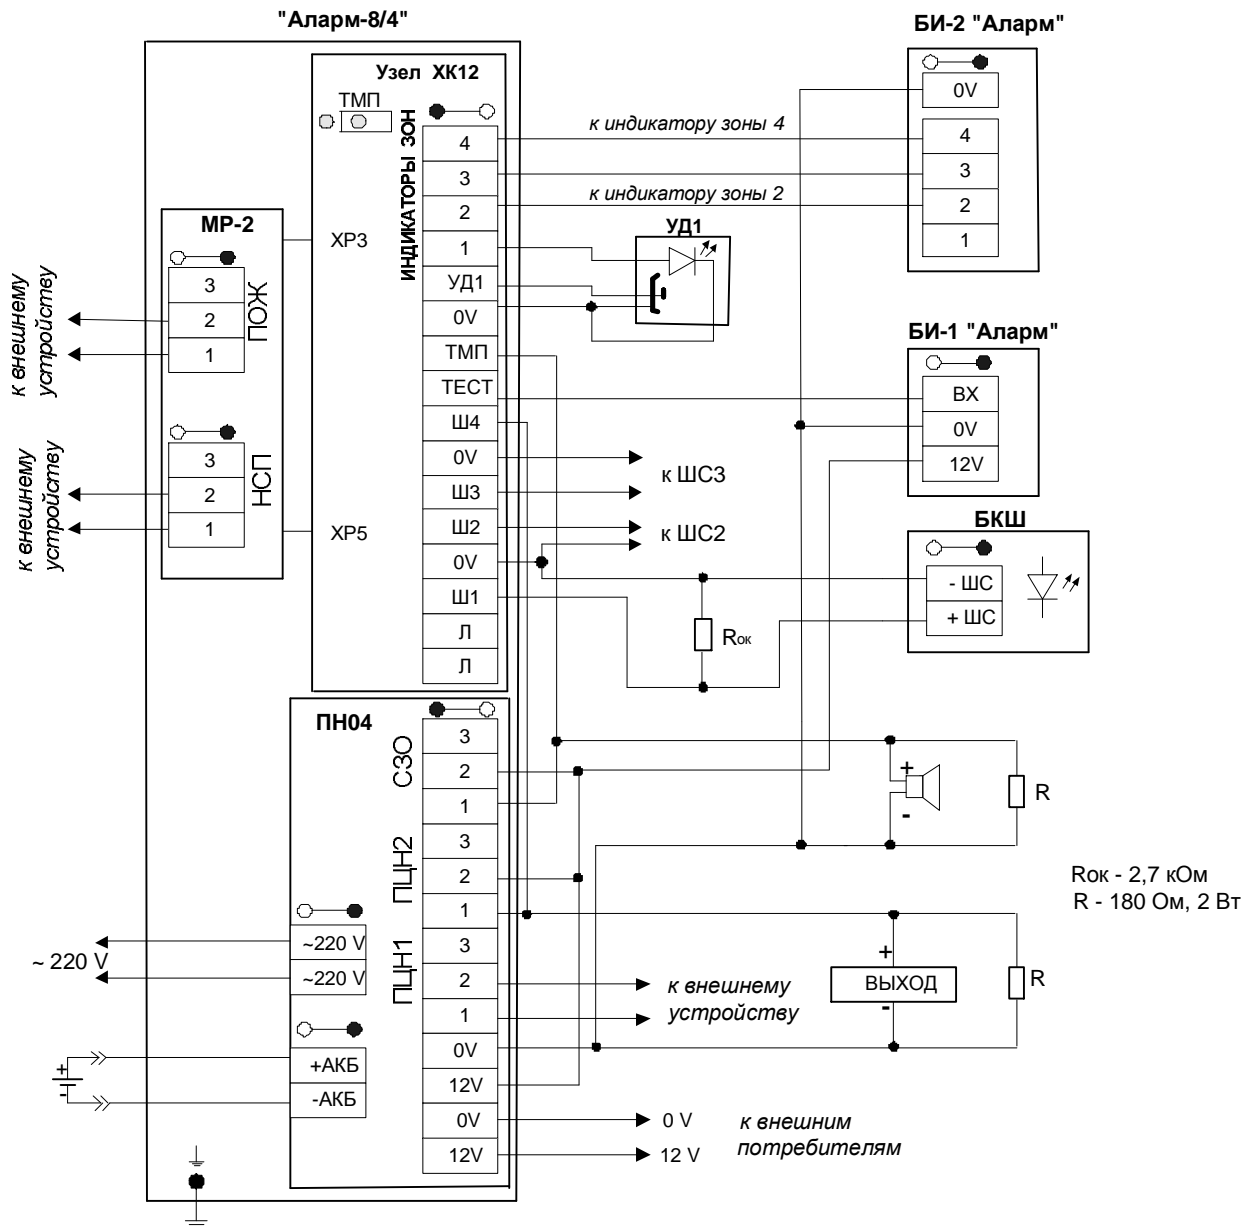 "Аларм-8/4"
БИ-2 "Аларм"
Узел ХК12
ТМП
ИНДИКАТОРЫ ЗОН
4
3
2
1
УД1
0V
ТМП
ТЕСТ
Ш4
0V
Ш3
Ш2
0V
Ш1
Л
Л
XP3
XP5
МР-2
3
2
1
ПОЖ
3
2
1
НСП
к внешнему
устройству
к внешнему
устройству
к индикатору зоны 4
к индикатору зоны 2
0V
4
3
2
1
УД1
БИ-1 "Аларм"
ВХ
0V
12V
к ШС3
к ШС2
БКШ
- ШС
+ ШС
Rок
ПН04
СЗО
3
2
1
ПЦН2
3
2
1
ПЦН1
3
2
1
0V
12V
0V
12V
~220 V
~220 V
~ 220 V
+АКБ
-АКБ
+
-
+
-
R
Rок - 2,7 кОм
R - 180 Ом, 2 Вт
+
ВЫХОД
-
R
к внешнему
устройству
0 V
12 V
к внешним
потребителям